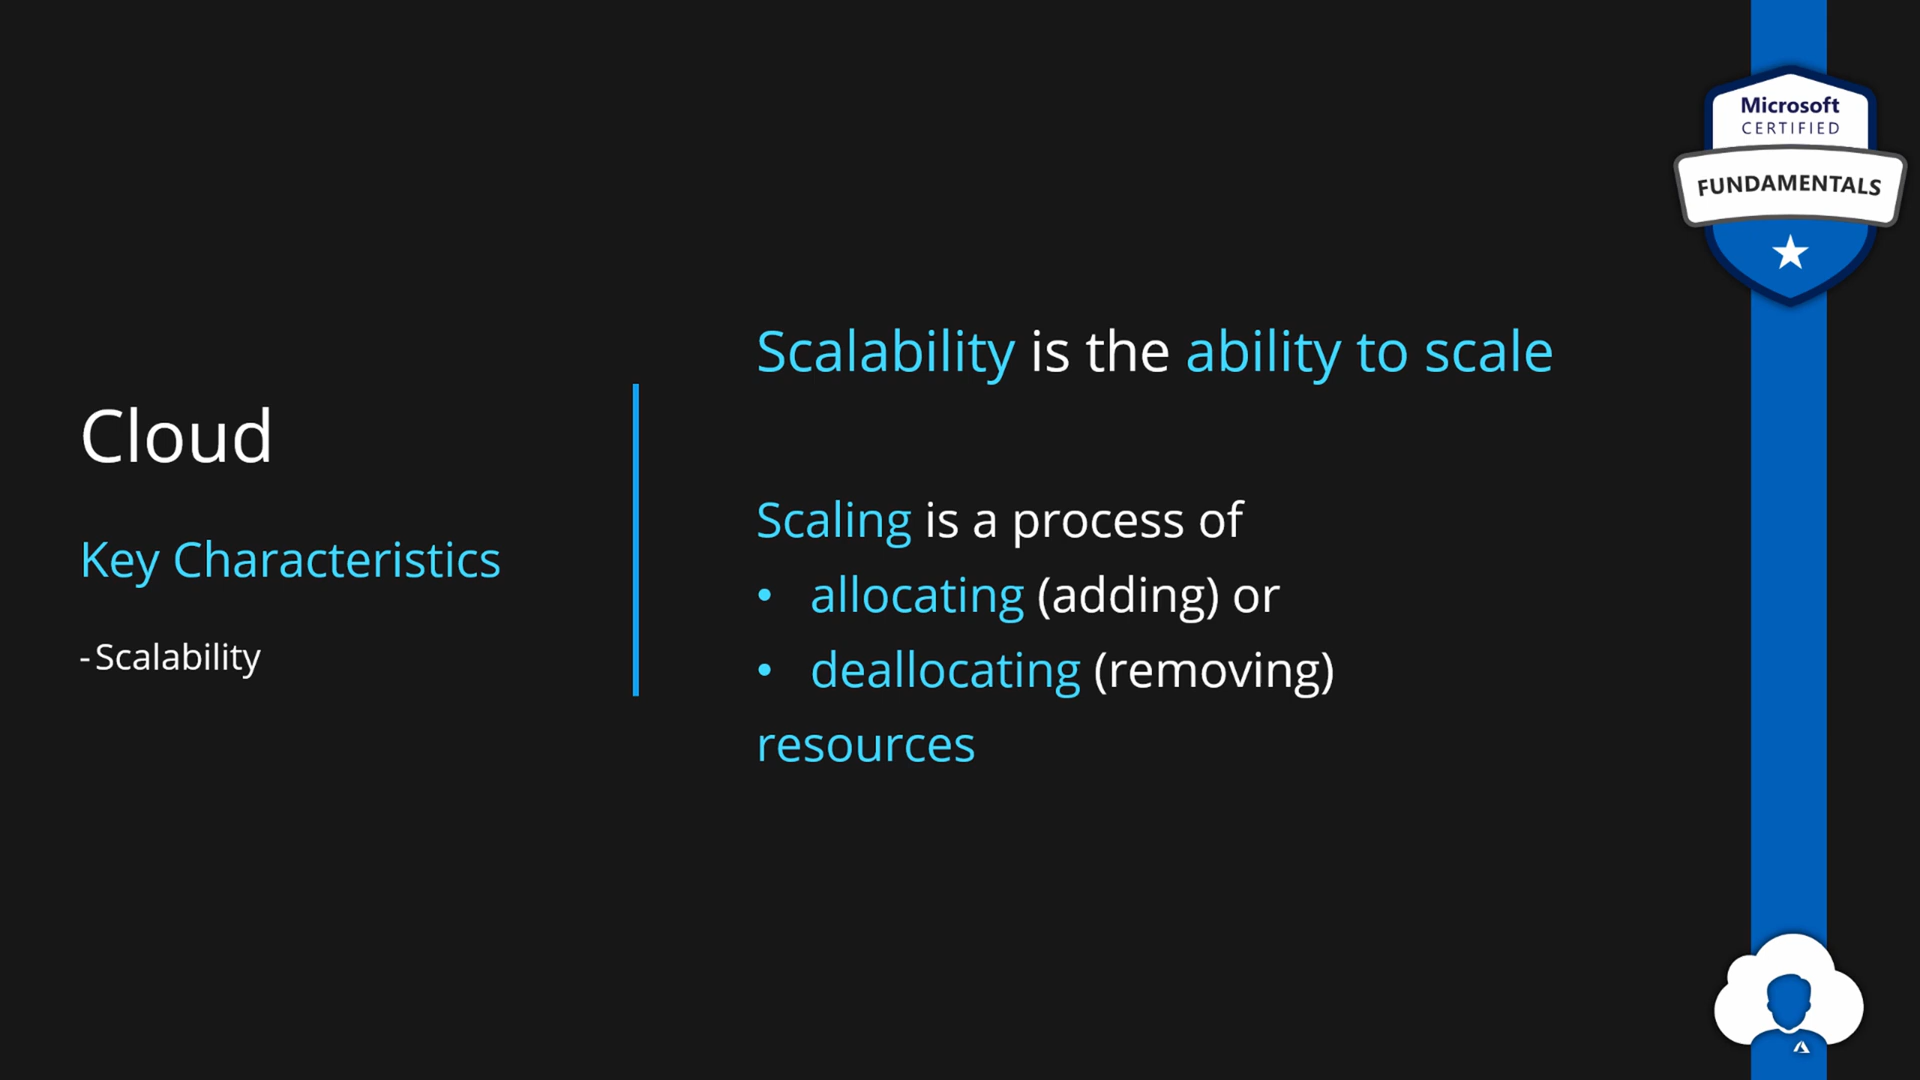 Cloud
Key Characteristics
- Scalability
Scalability is the ability to scale
Scaling is a process of
• allocating (adding) or
• deallocating (removing)
resources
Microsoft
CERTIFIED
FUNDAMENTALS